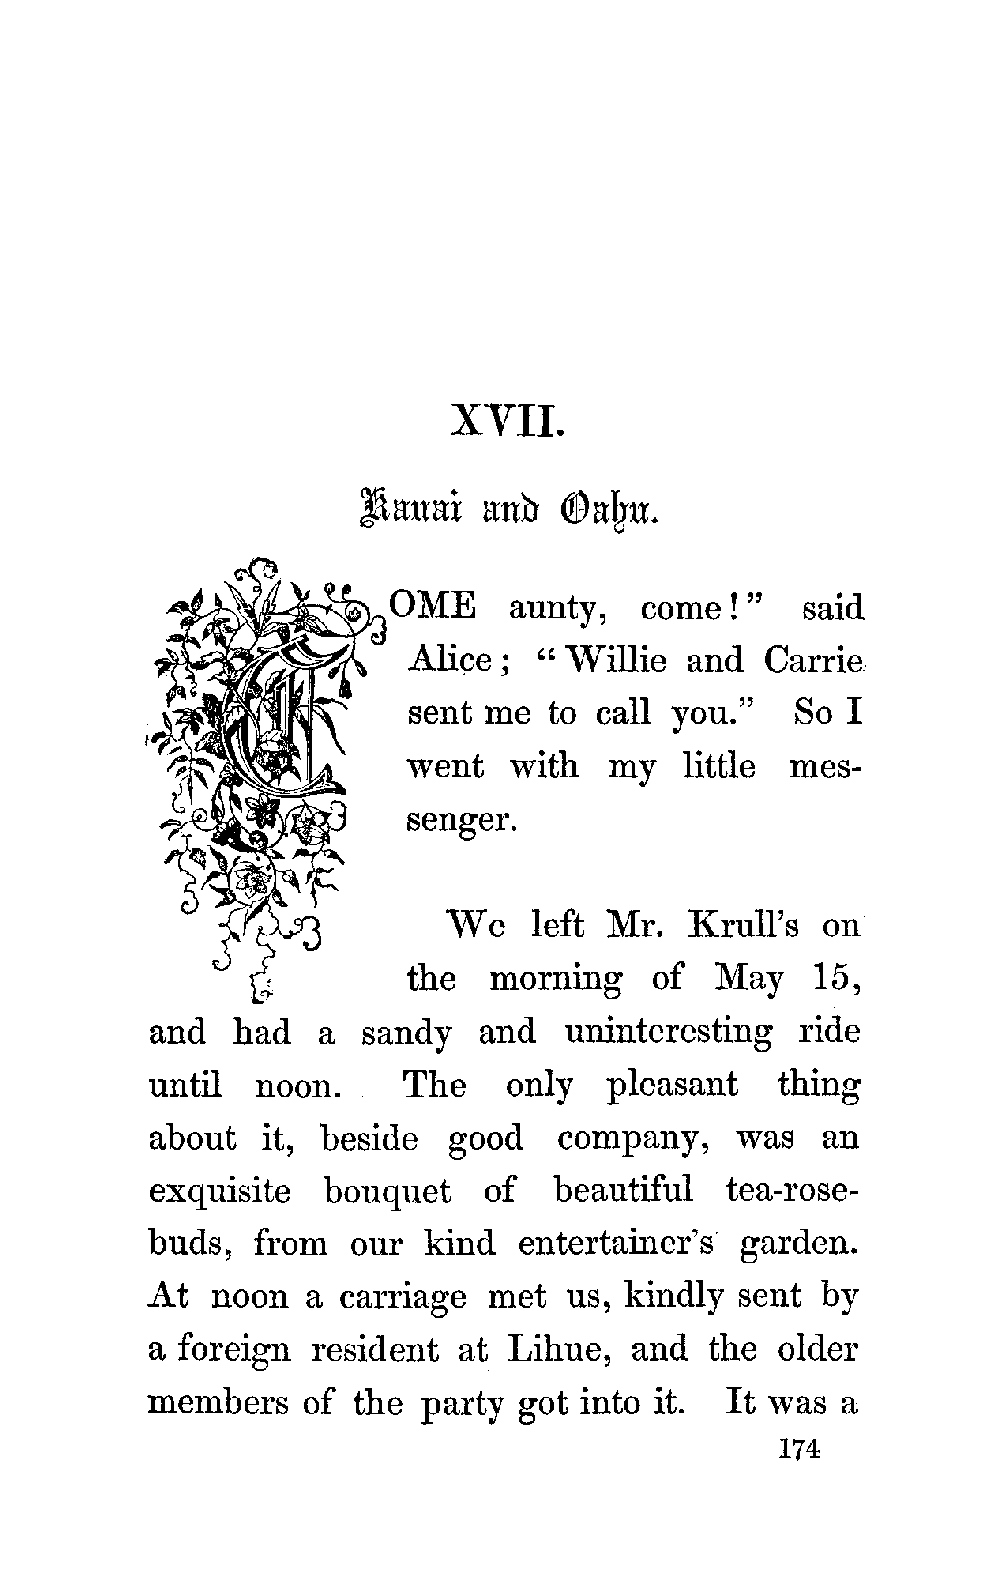 XVII.
Kauai and Oahu.
COME aunty, come!" said
Alice; "Willie and Carrie
sent me to call you." So I
went with my little mes-
senger.
We left Mr. Krull's on
the morning of May 15,
and had a sandy and uninteresting ride
until noon. The only pleasant thing
about it, beside good company, was an
exquisite bouquet of beautiful tea-rose-
buds, from our kind entertainer's garden.
At noon a carriage met us, kindly sent by
a foreign resident at Lihue, and the older
members of the party got into it. It was a
174